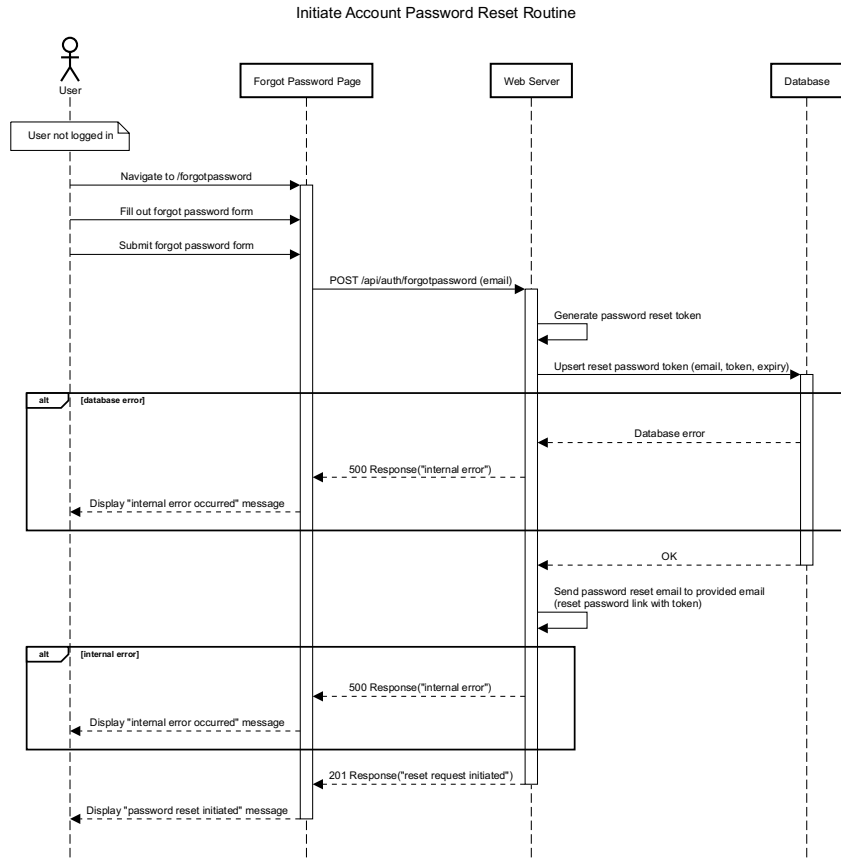 Initiate Account Password Reset Routine
User
Forgot Password Page
Web Server
Database
User not logged in
Navigate to /forgotpassword
Fill out forgot password form
Submit forgot password form
POST /api/auth/forgotpassword (email)
Generate password reset token
Upsert reset password token (email, token, expiry)
alt
[database error]
Database error
500 Response("internal error")
Display "internal error occurred" message
OK
Send password reset email to provided email
(reset password link with token)
alt
[internal error]
500 Response("internal error")
Display "internal error occurred" message
201 Response("reset request initiated")
Display "password reset initiated" message